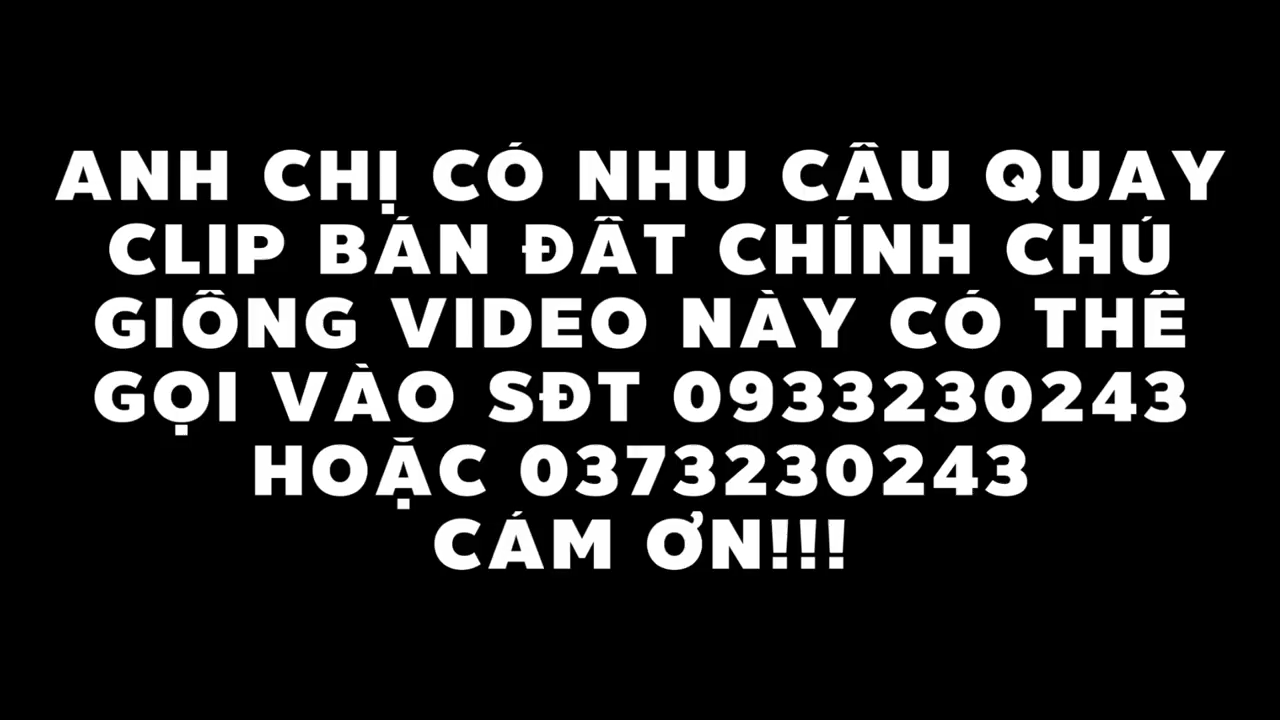 ANH CHỊ CÓ NHU CẦU QUAY
CLIP BÁN ĐẤT CHÍNH CHỦ
GIỐNG VIDEO NÀY CÓ THỂ
GỌI VÀO SĐT 0933230243
HOẶC 0373230243
CÁM ƠN!!!